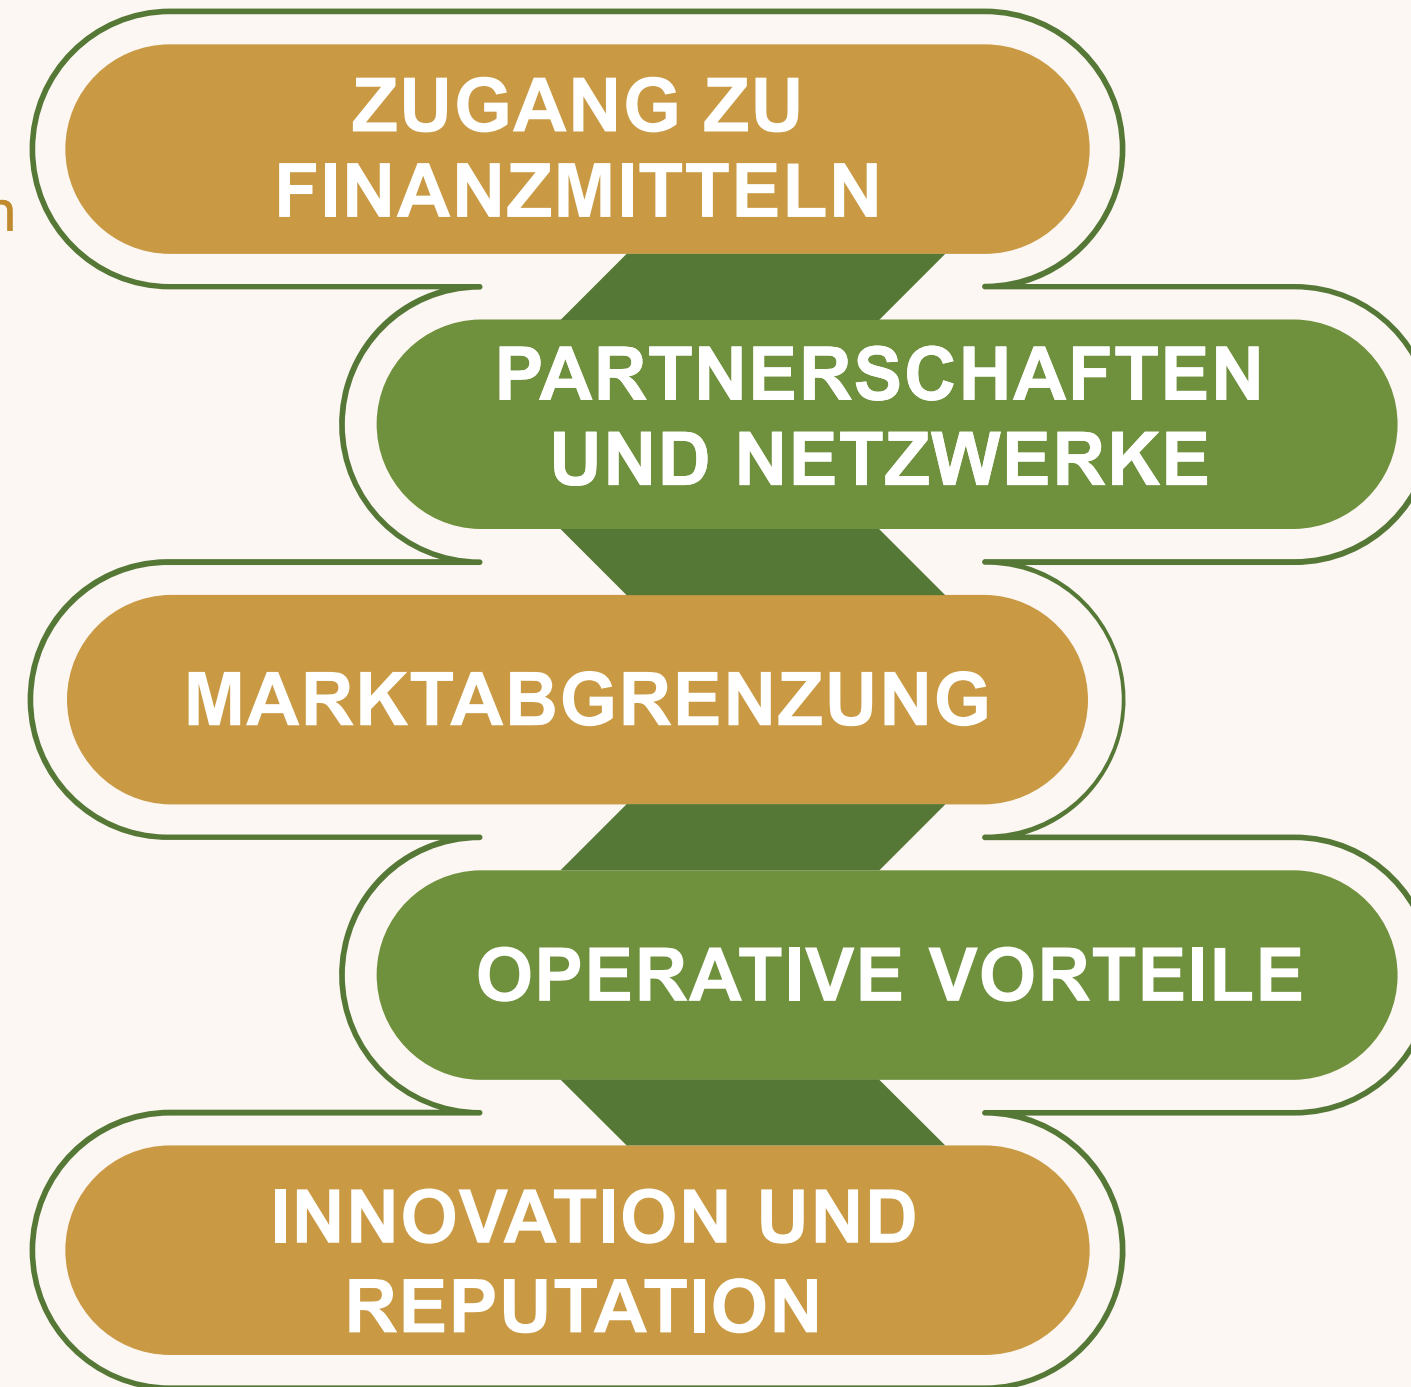 ZUGANG ZU
FINANZMITTELN
PARTNERSCHAFTEN
UND NETZWERKE
MARKTABGRENZUNG
OPERATIVE VORTEILE
INNOVATION UND
REPUTATION